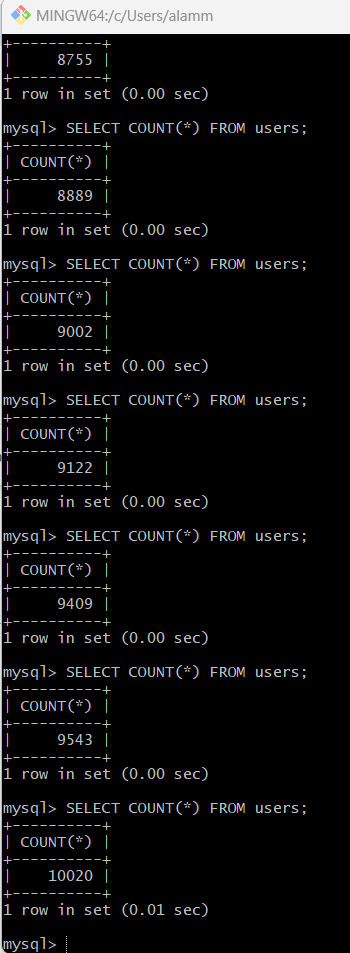 MINGW64:/c/Users/alamm
+----------+
|     8755 |
+----------+
1 row in set (0.00 sec)
mysql> SELECT COUNT(*) FROM users;
+----------+
| COUNT(*) |
+----------+
|     8889 |
+----------+
1 row in set (0.00 sec)
mysql> SELECT COUNT(*) FROM users;
+----------+
| COUNT(*) |
+----------+
|     9002 |
+----------+
1 row in set (0.00 sec)
mysql> SELECT COUNT(*) FROM users;
+----------+
| COUNT(*) |
+----------+
|     9122 |
+----------+
1 row in set (0.00 sec)
mysql> SELECT COUNT(*) FROM users;
+----------+
| COUNT(*) |
+----------+
|     9409 |
+----------+
1 row in set (0.00 sec)
mysql> SELECT COUNT(*) FROM users;
+----------+
| COUNT(*) |
+----------+
|     9543 |
+----------+
1 row in set (0.00 sec)
mysql> SELECT COUNT(*) FROM users;
+----------+
| COUNT(*) |
+----------+
|    10020 |
+----------+
1 row in set (0.01 sec)
mysql>